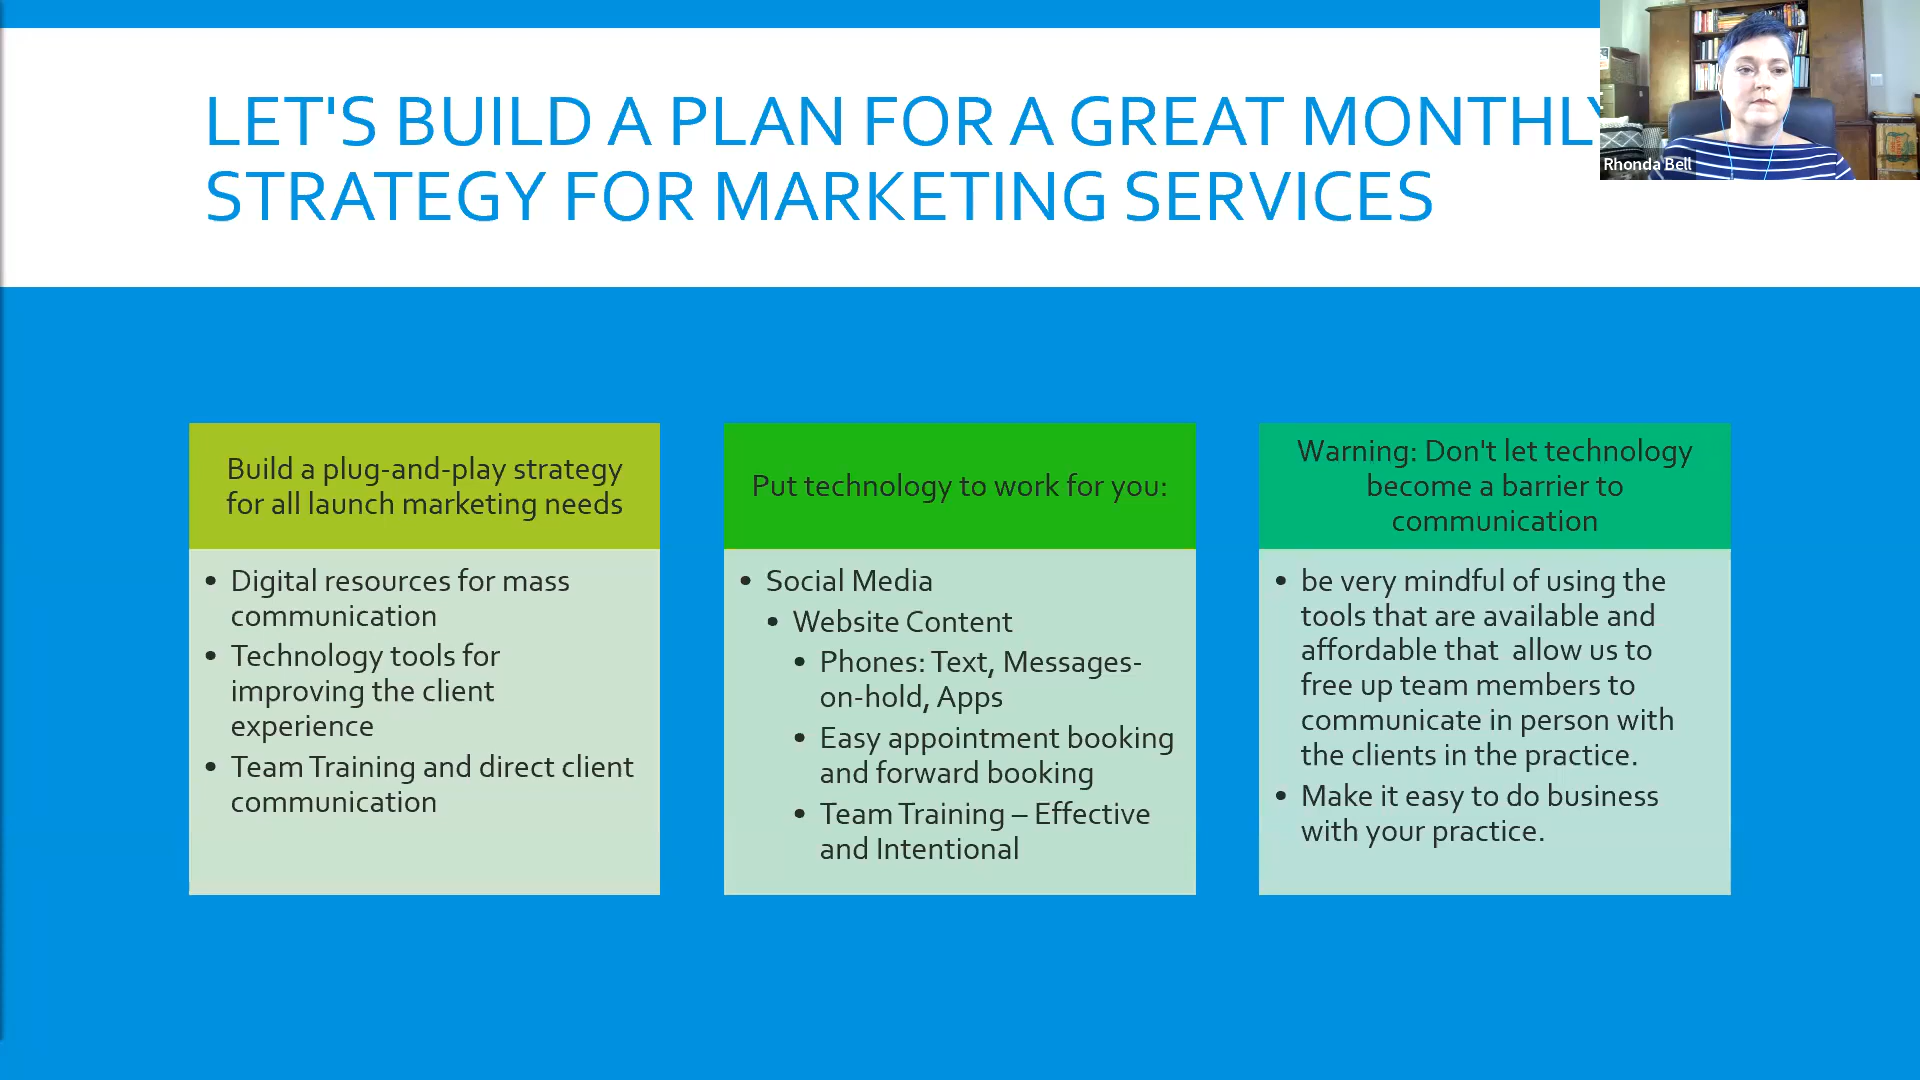 LET'S BUILD A PLAN FOR A GREAT MONTHLY
STRATEGY FOR MARKETING SERVICES
Rhonda Bell
Build a plug-and-play strategy
for all launch marketing needs
• Digital resources for mass
communication
• Technology tools for
improving the client
experience
• Team Training and direct client
communication
Put technology to work for you:
• Social Media
• Website Content
• Phones: Text, Messages-
on-hold, Apps
• Easy appointment booking
and forward booking
• Team Training – Effective
and Intentional
Warning: Don't let technology
become a barrier to
communication
• be very mindful of using the
tools that are available and
affordable that  allow us to
free up team members to
communicate in person with
the clients in the practice.
• Make it easy to do business
with your practice.